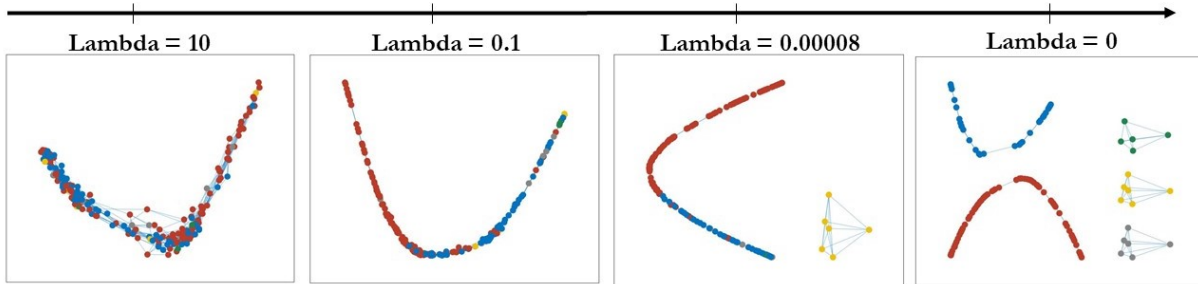 Lambda = 10
Lambda = 0.1
Lambda = 0.00008
Lambda = 0